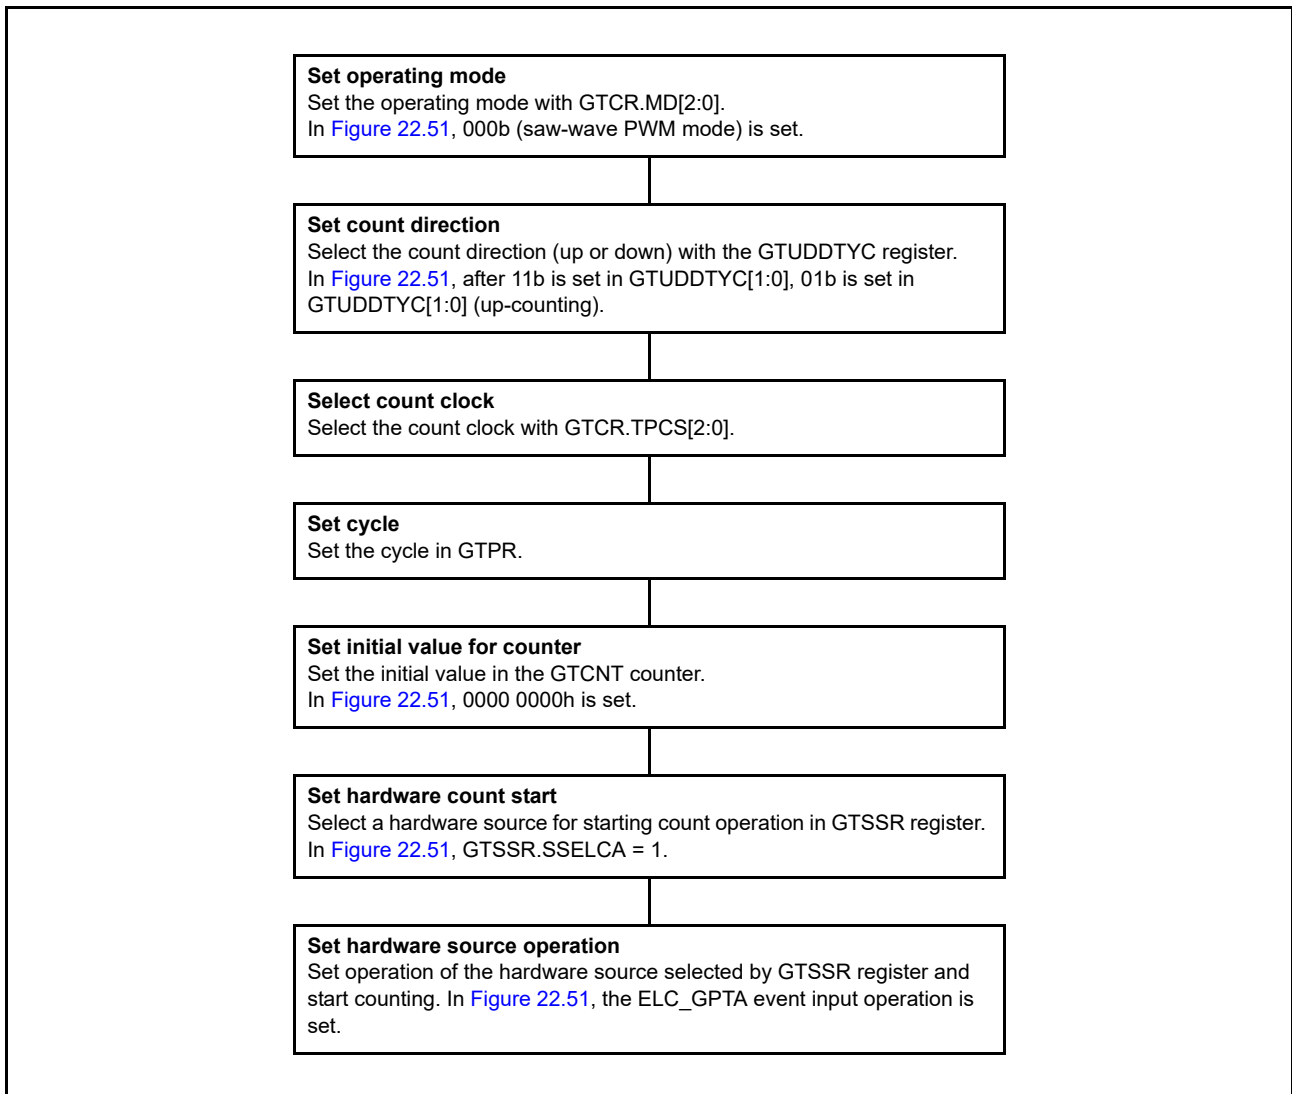 Set operating mode
Set the operating mode with GTCR.MD[2:0].
In Figure 22.51, 000b (saw-wave PWM mode) is set.
Set count direction
Select the count direction (up or down) with the GTUDDTYC register.
In Figure 22.51, after 11b is set in GTUDDTYC[1:0], 01b is set in
GTUDDTYC[1:0] (up-counting).
Select count clock
Select the count clock with GTCR.TPCS[2:0].
Set cycle
Set the cycle in GTPR.
Set initial value for counter
Set the initial value in the GTCNT counter.
In Figure 22.51, 0000 0000h is set.
Set hardware count start
Select a hardware source for starting count operation in GTSSR register.
In Figure 22.51, GTSSR.SSELCA = 1.
Set hardware source operation
Set operation of the hardware source selected by GTSSR register and
start counting. In Figure 22.51, the ELC_GPTA event input operation is
set.